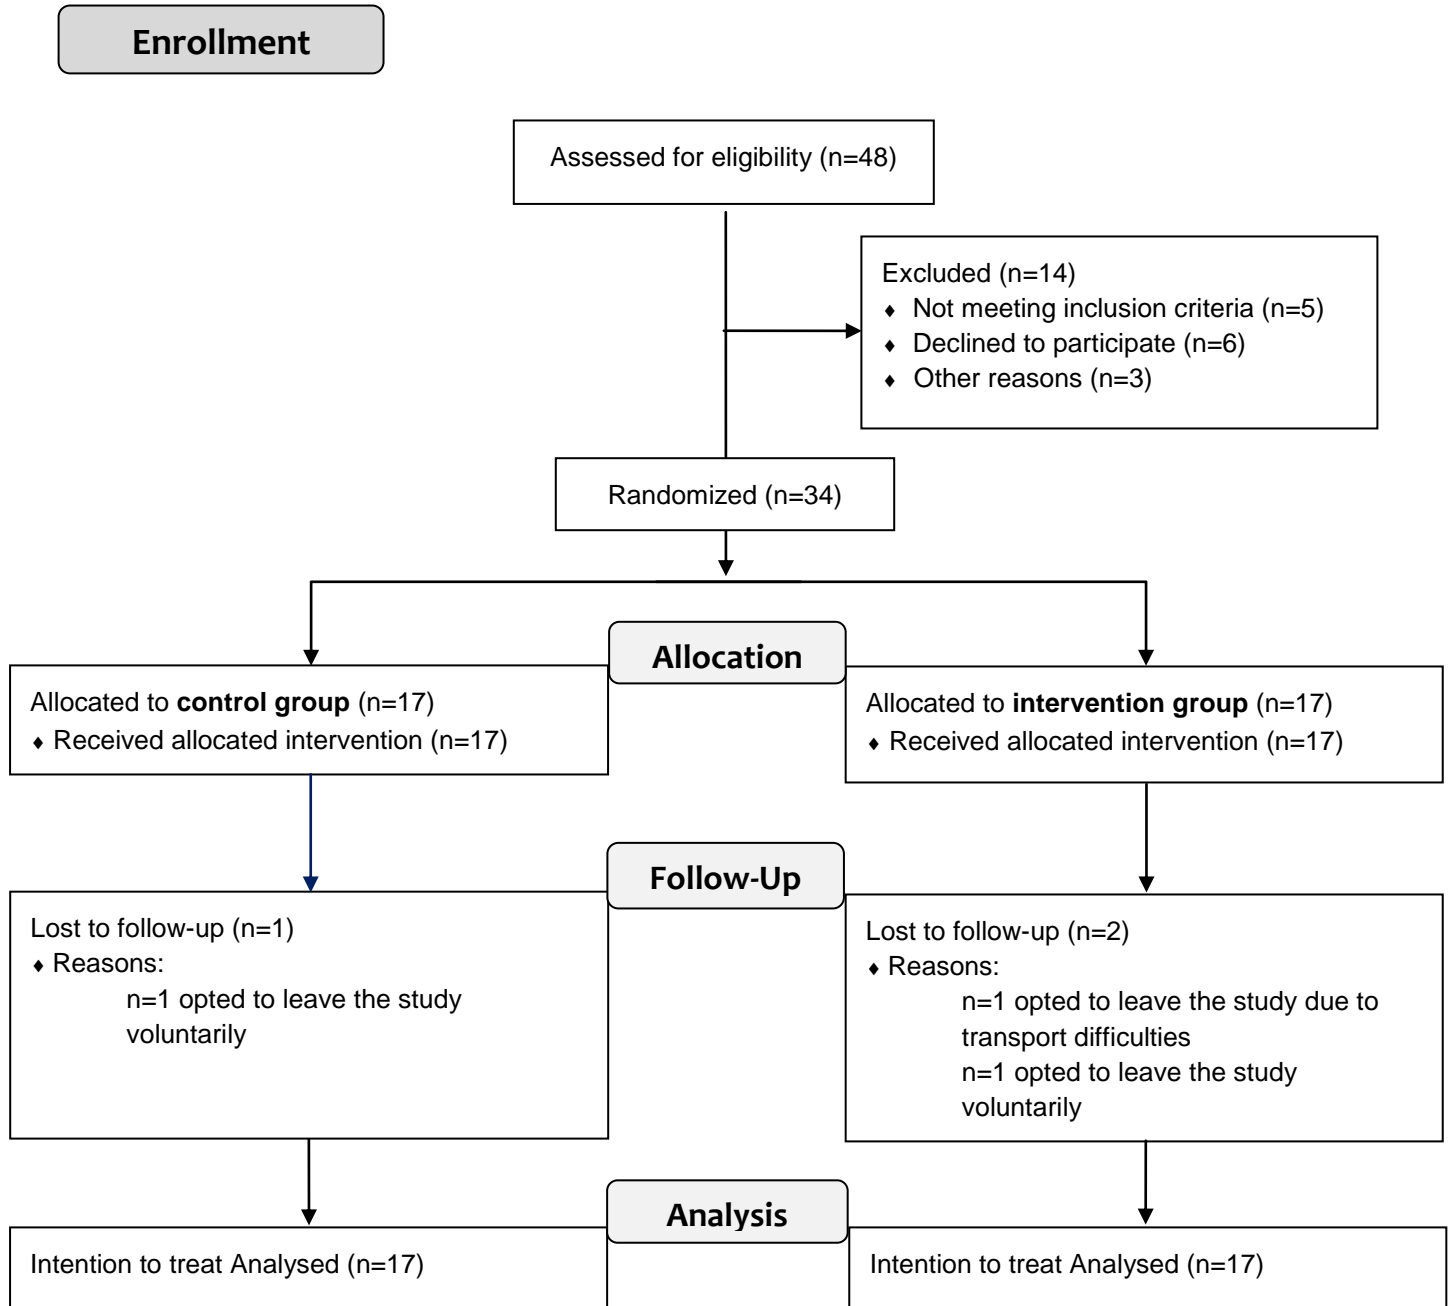 Enrollment
Assessed for eligibility (n=48)
Excluded (n=14)
♦ Not meeting inclusion criteria (n=5)
♦ Declined to participate (n=6)
♦ Other reasons (n=3)
Randomized (n=34)
Allocation
Allocated to control group (n=17)
♦ Received allocated intervention (n=17)
Allocated to intervention group (n=17)
♦ Received allocated intervention (n=17)
Follow-Up
Lost to follow-up (n=1)
♦ Reasons:
n=1 opted to leave the study
voluntarily
Lost to follow-up (n=2)
♦ Reasons:
n=1 opted to leave the study due to
transport difficulties
n=1 opted to leave the study
voluntarily
Analysis
Intention to treat Analysed (n=17)
Intention to treat Analysed (n=17)